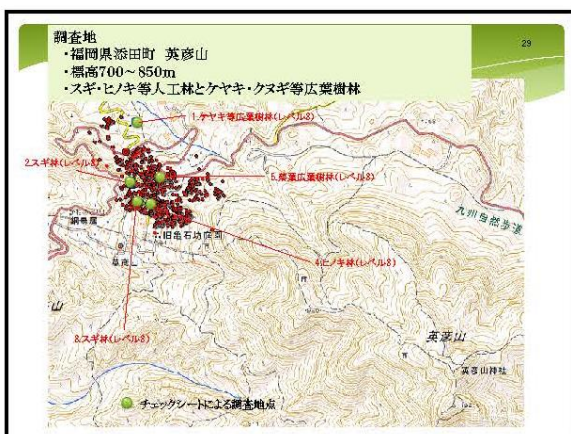 調査地
・福岡県添田町 英彦山
・標高700～850m
・スギ・ヒノキ等人工林とケヤキ・クヌギ等広葉樹林
29
1.ケヤキ等広葉樹林(レベル3)
2.スギ林(レベル3)
5.落葉広葉樹林(レベル3)
九州自然歩道
旧亀石坊庭園
4.ヒノキ林(レベル3)
3.スギ林(レベル3)
山
英彦山
英彦山神社
チェックシートによる調査地点